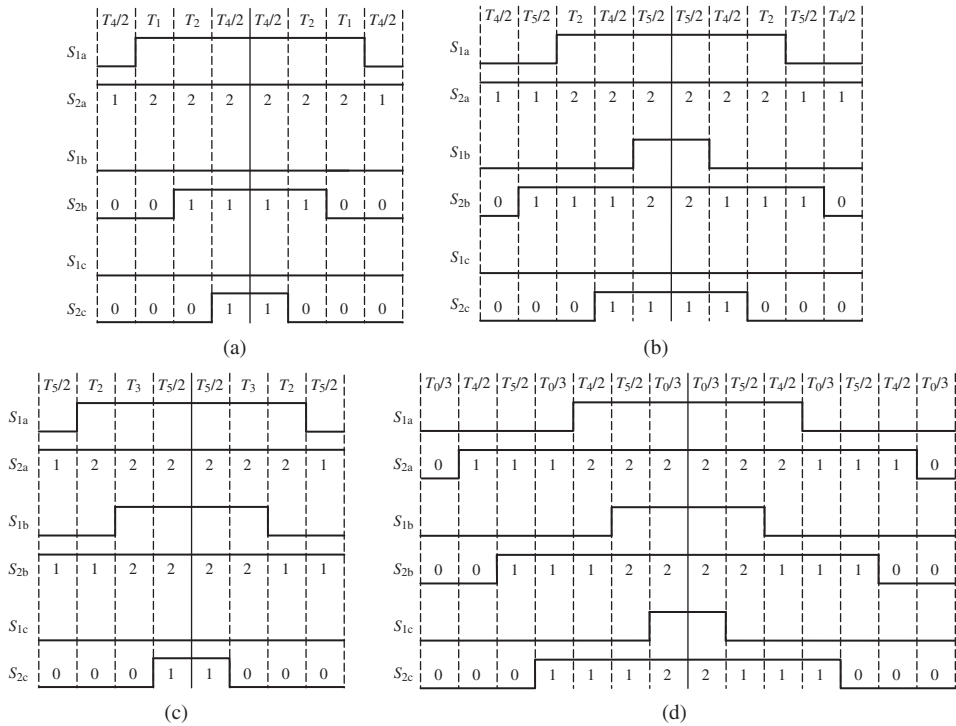 T4/2 T1 T2 T4/2 T4/2 T2 T1 T4/2
S1a
S2a 1 2 2 2 2 2 2 1
S1b
S2b 0 0 1 1 1 1 0 0
S1c
S2c 0 0 0 1 1 0 0 0
(a)
T4/2 T5/2 T2 T4/2 T5/2 T5/2 T4/2 T2 T5/2 T4/2
S1a
S2a 1 1 2 2 2 2 2 2 1 1
S1b
S2b 0 1 1 1 2 2 1 1 1 0
S1c
S2c 0 0 0 1 1 1 1 0 0 0
(b)
T5/2 T2 T3 T5/2 T5/2 T3 T2 T5/2
S1a
S2a 1 2 2 2 2 2 2 1
S1b
S2b 1 1 2 2 2 2 1 1
S1c
S2c 0 0 0 1 1 0 0 0
(c)
T0/3 T4/2 T5/2 T0/3 T4/2 T5/2 T0/3 T0/3 T5/2 T4/2 T0/3 T5/2 T4/2 T0/3
S1a
S2a 0 1 1 1 2 2 2 2 2 2 1 1 1 0
S1b
S2b 0 0 1 1 1 2 2 2 2 1 1 1 0 0
S1c
S2c 0 0 0 1 1 1 2 2 1 1 1 0 0 0
(d)